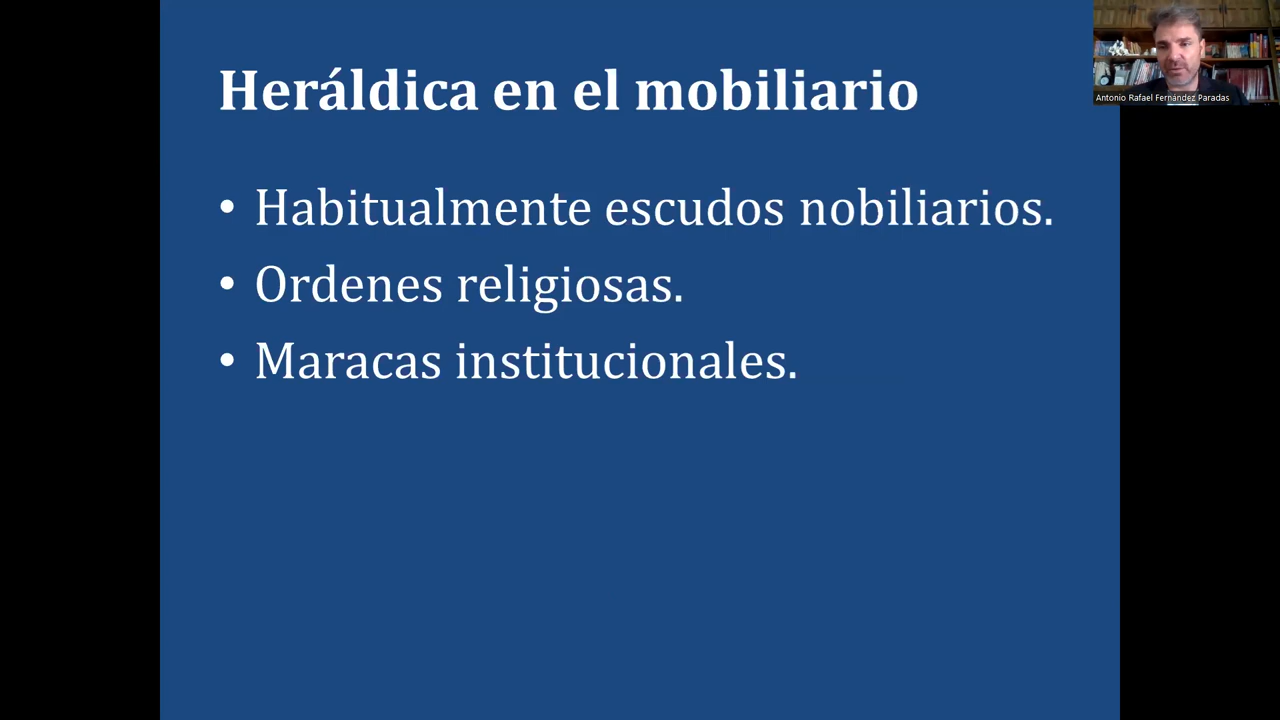 Heráldica en el mobiliario
• Habitualmente escudos nobiliarios.
• Ordenes religiosas.
• Maracas institucionales.
Antonio Rafael Fernández Paradas